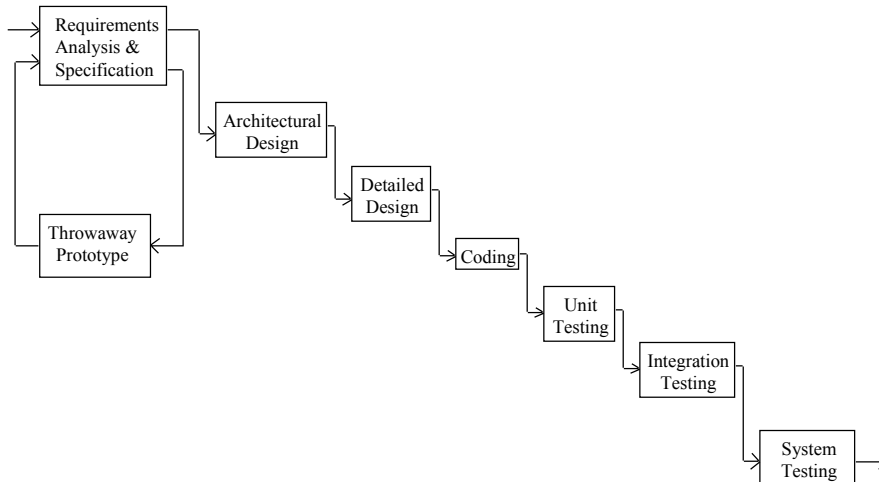 Requirements
Analysis &
Specification
Architectural
Design
Detailed
Design
Throwaway
Prototype
Coding
Unit
Testing
Integration
Testing
System
Testing